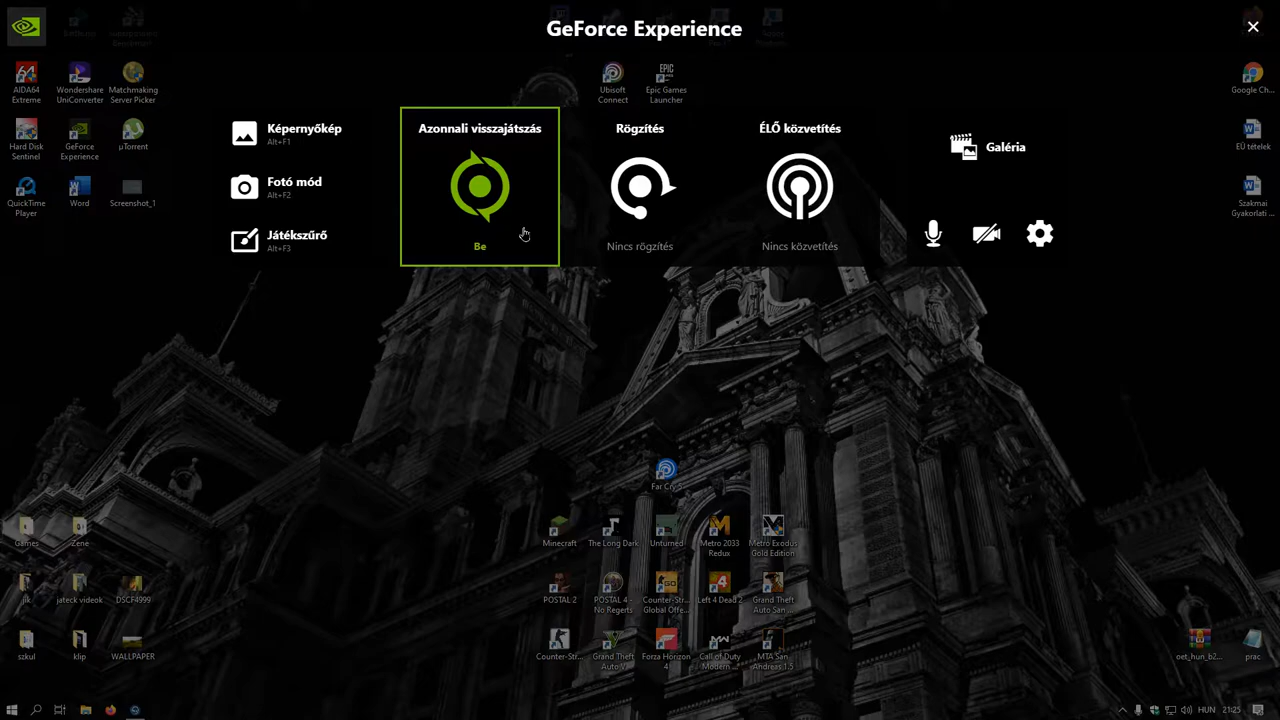 GeForce Experience
AIDA64
Extreme
Wondershare
UniConverter
Matchmaking
Server Picker
Ubisoft
Connect
Epic Games
Launcher
Google Ch...
Képernyőkép
Alt+F1
Azonnali visszajátszás
Rögzítés
ÉLŐ közvetítés
Galéria
Hard Disk
Sentinel
GeForce
Experience
µTorrent
EÜ tételek
Fotó mód
Alt+F2
QuickTime
Player
Word
Screenshot_1
Szakmai
Gyakorlati ...
Játékszűrő
Alt+F3
Be
Nincs rögzítés
Nincs közvetítés
Far Cry 5
Games
Zene
Minecraft
The Long Dark
Unturned
Metro 2033
Redux
Metro Exodus
Gold Edition
jik
jateck videok
DSCF4999
POSTAL 2
POSTAL 4 -
No Regerts
Counter-Str...
Global Offe...
Left 4 Dead 2
Grand Theft
Auto San ...
szkul
klip
WALLPAPER
Counter-Str...
Grand Theft
Auto V
Forza Horizon
4
Call of Duty
Modern ...
MTA San
Andreas 1.5
oet_hun_b2...
prac
HUN
21:25